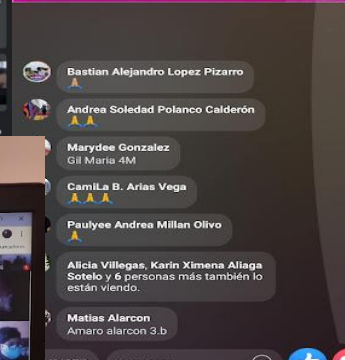 Bastian Alejandro Lopez Pizarro
🙏
Andrea Soledad Polanco Calderón
🙏🙏
Marydee Gonzalez
Gil Maria 4M
CamiLa B. Arias Vega
🙏🙏🙏
Paulyee Andrea Millan Olivo
🙏
Alicia Villegas, Karin Ximena Aliaga
Sotelo y 6 personas más también lo
están viendo.
Matias Alarcon
Amaro alarcon 3.b